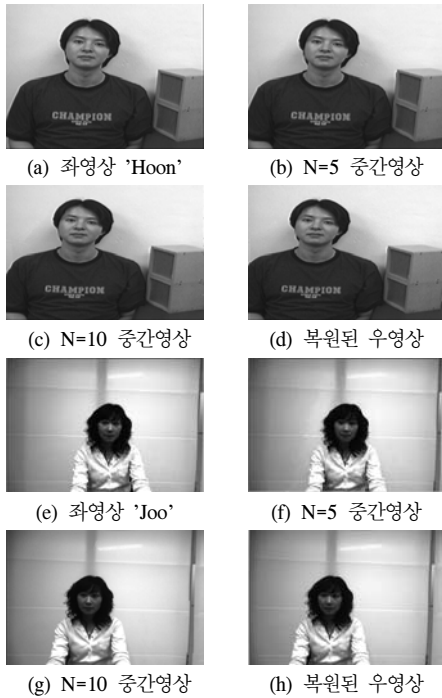 CHAMPION
CHAMPION
(a) 좌영상 'Hoon'
(b) N=5 중간영상
CHAMPION
CHAMPION
(c) N=10 중간영상
(d) 복원된 우영상
(e) 좌영상 'Joo'
(f) N=5 중간영상
(g) N=10 중간영상
(h) 복원된 우영상